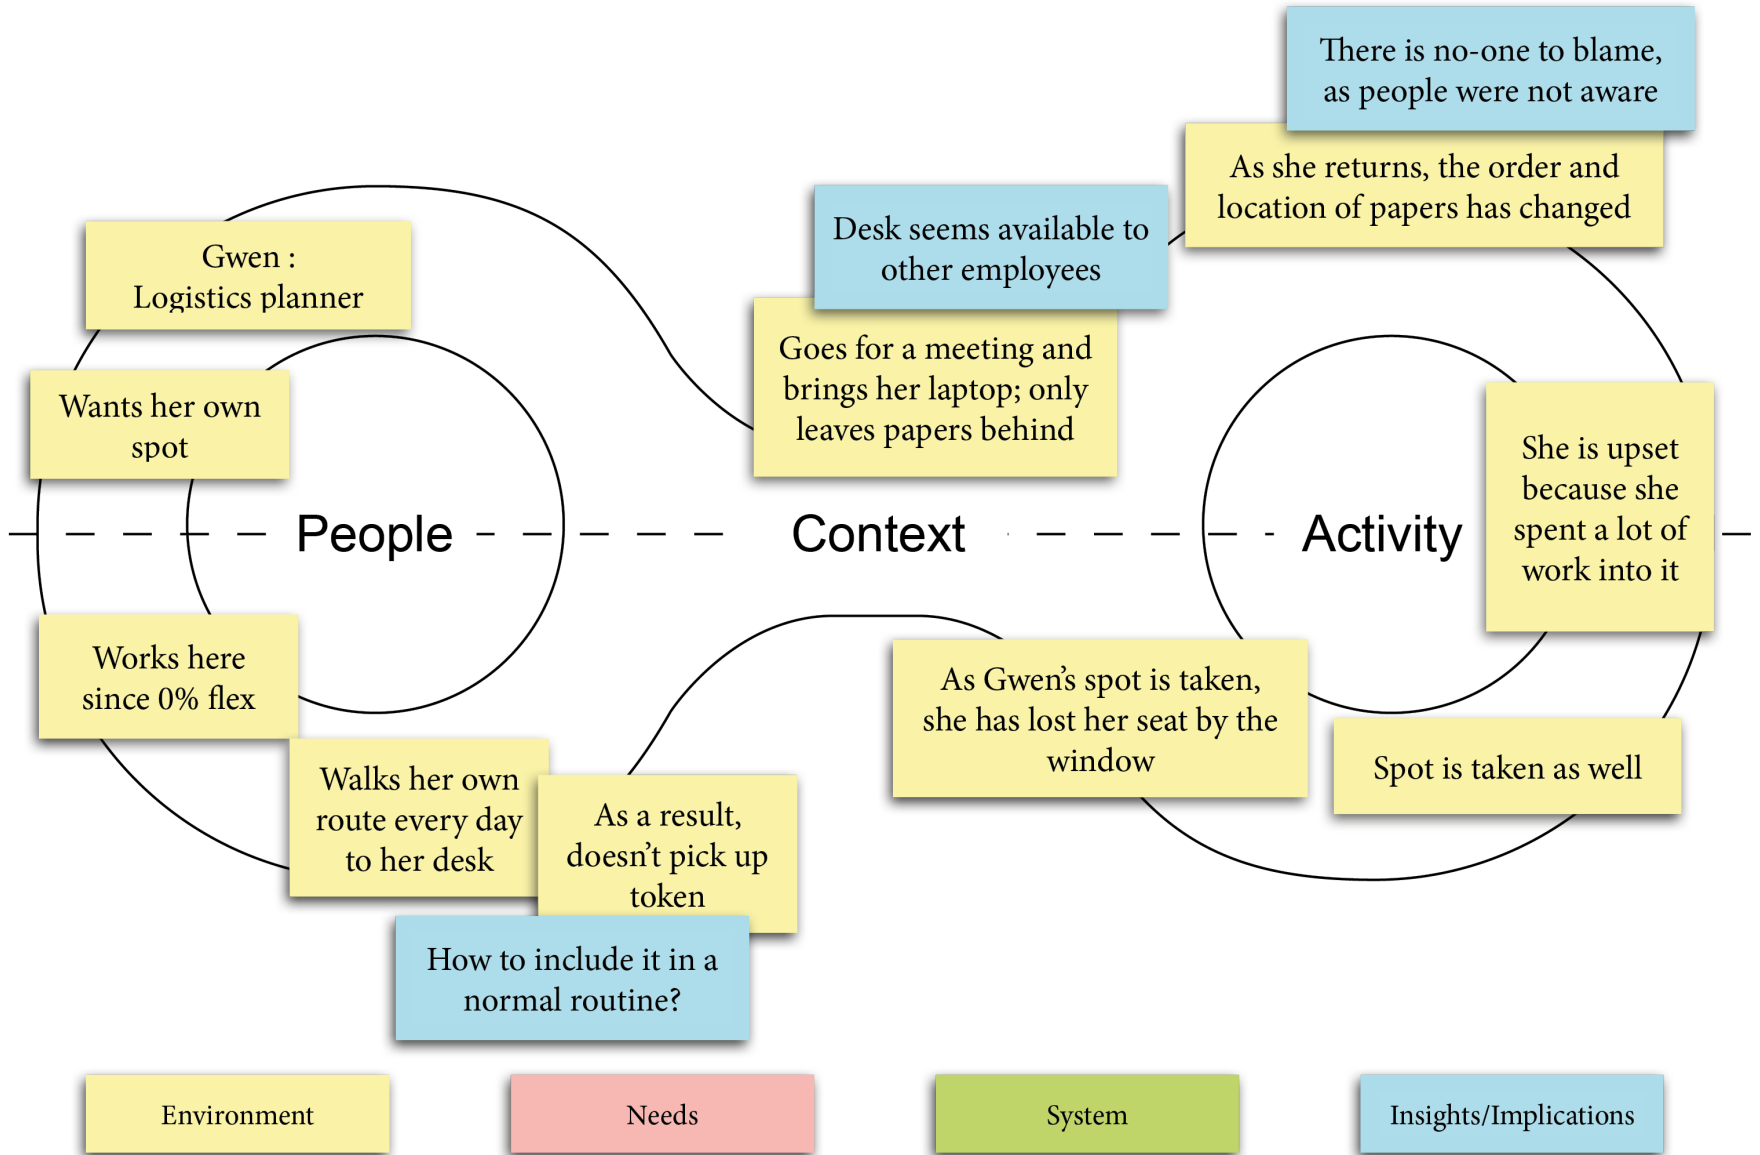 There is no-one to blame,
as people were not aware
As she returns, the order and
location of papers has changed
Desk seems available to
other employees
Gwen :
Logistics planner
Goes for a meeting and
brings her laptop; only
leaves papers behind
Wants her own
spot
She is upset
because she
spent a lot of
work into it
People
Context
Activity
Works here
since 0% flex
As Gwen's spot is taken,
she has lost her seat by the
window
Spot is taken as well
Walks her own
route every day
to her desk
As a result,
doesn't pick up
token
How to include it in a
normal routine?
Environment
Needs
System
Insights/Implications